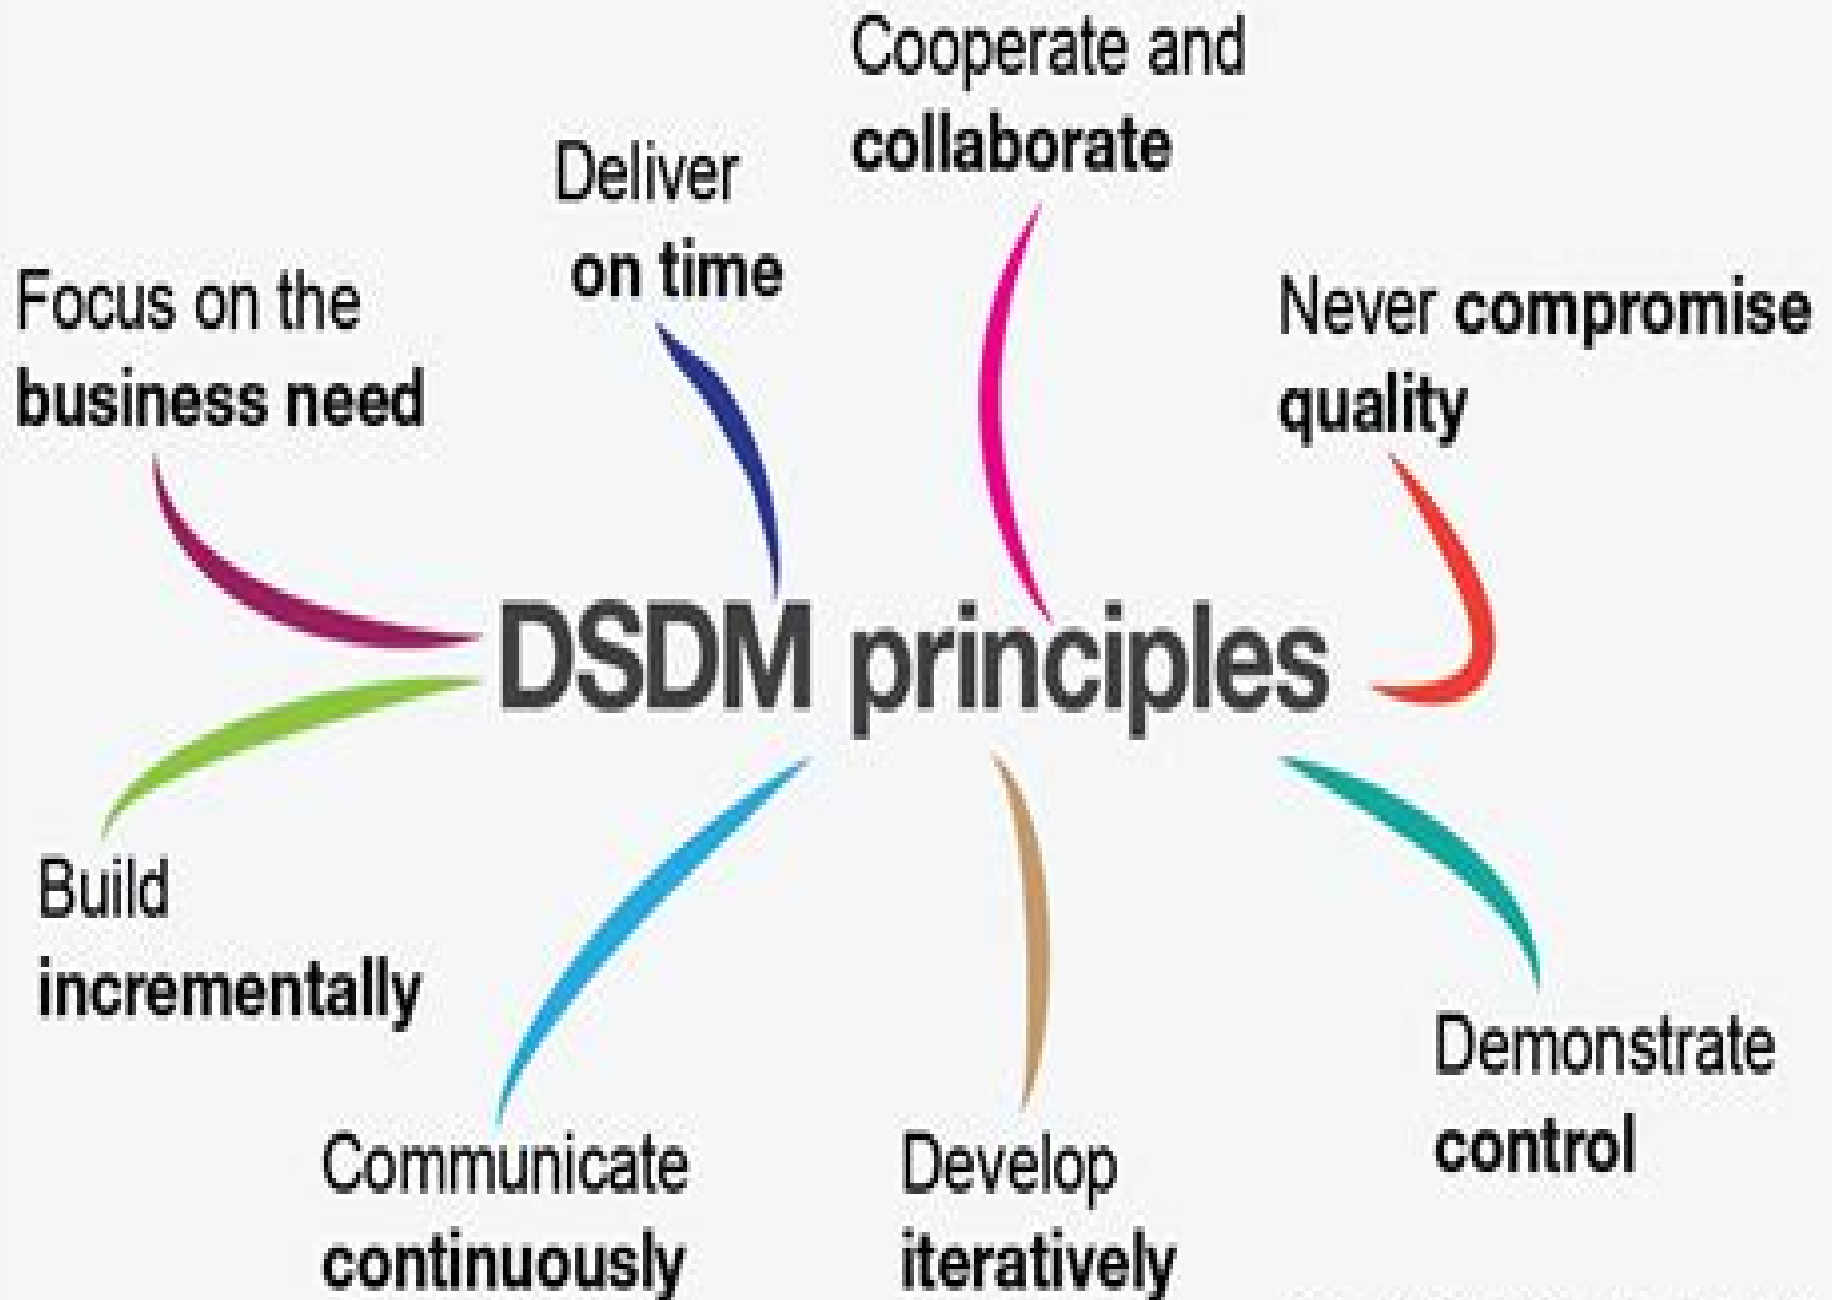 Cooperate and
collaborate
Deliver
on time
Focus on the
business need
Never compromise
quality
DSDM principles
Build
incrementally
Demonstrate
control
Communicate
continuously
Develop
iteratively